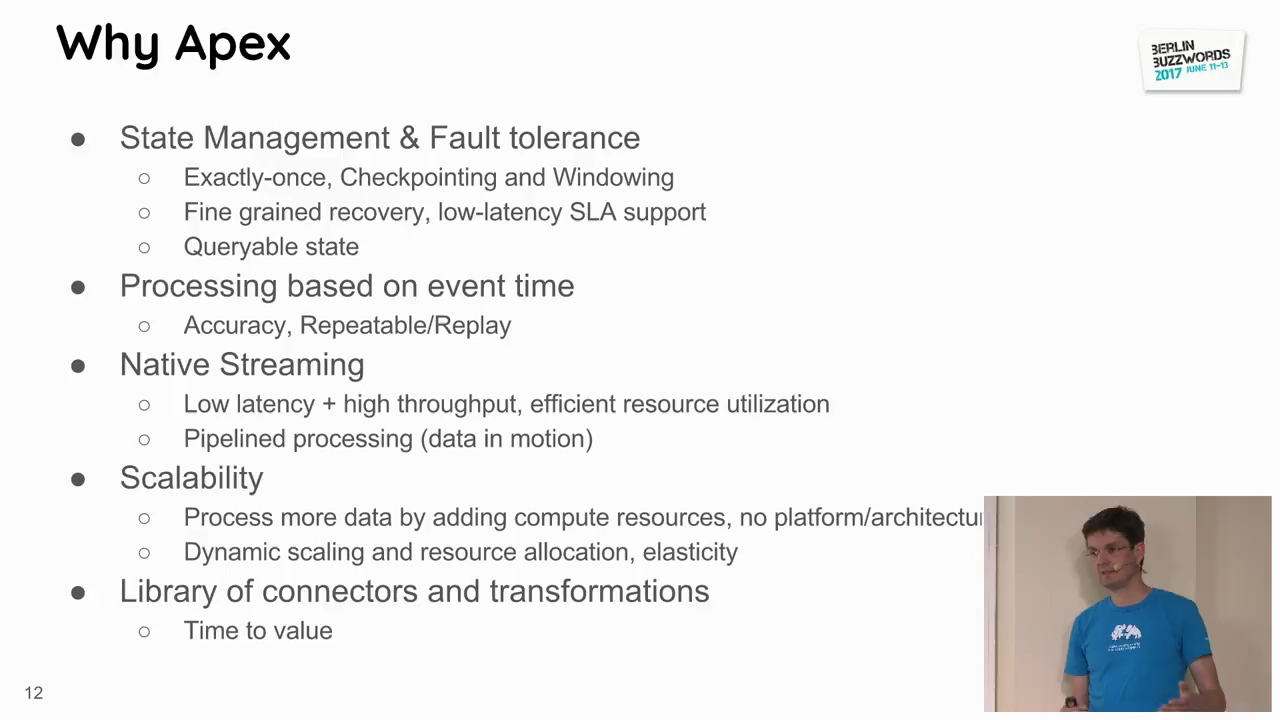 Why Apex
BERLIN
BUZZWORDS
2017 JUNE 11-13
● State Management & Fault tolerance
○ Exactly-once, Checkpointing and Windowing
○ Fine grained recovery, low-latency SLA support
○ Queryable state
● Processing based on event time
○ Accuracy, Repeatable/Replay
● Native Streaming
○ Low latency + high throughput, efficient resource utilization
○ Pipelined processing (data in motion)
● Scalability
○ Process more data by adding compute resources, no
○ Dynamic scaling and resource allocation, elasticity
● Library of connectors and transformations
○ Time to value
12